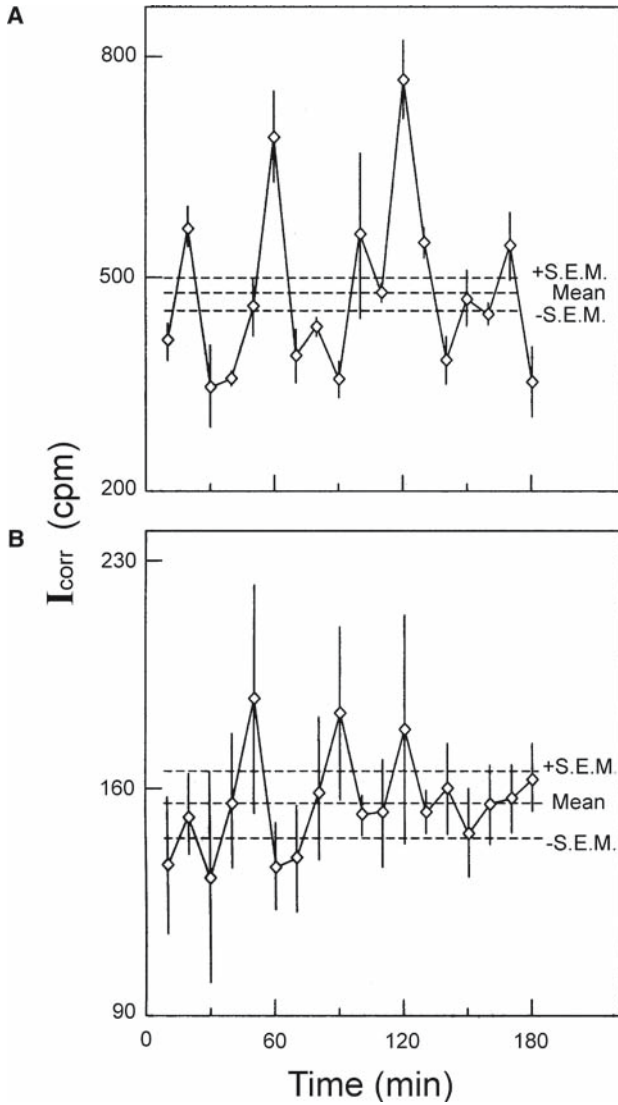 A
800
500
200
+S.E.M.
Mean
-S.E.M.
Icorr (cpm)
B
230
160
90
+S.E.M.
Mean
-S.E.M.
0 60 120 180
Time (min)